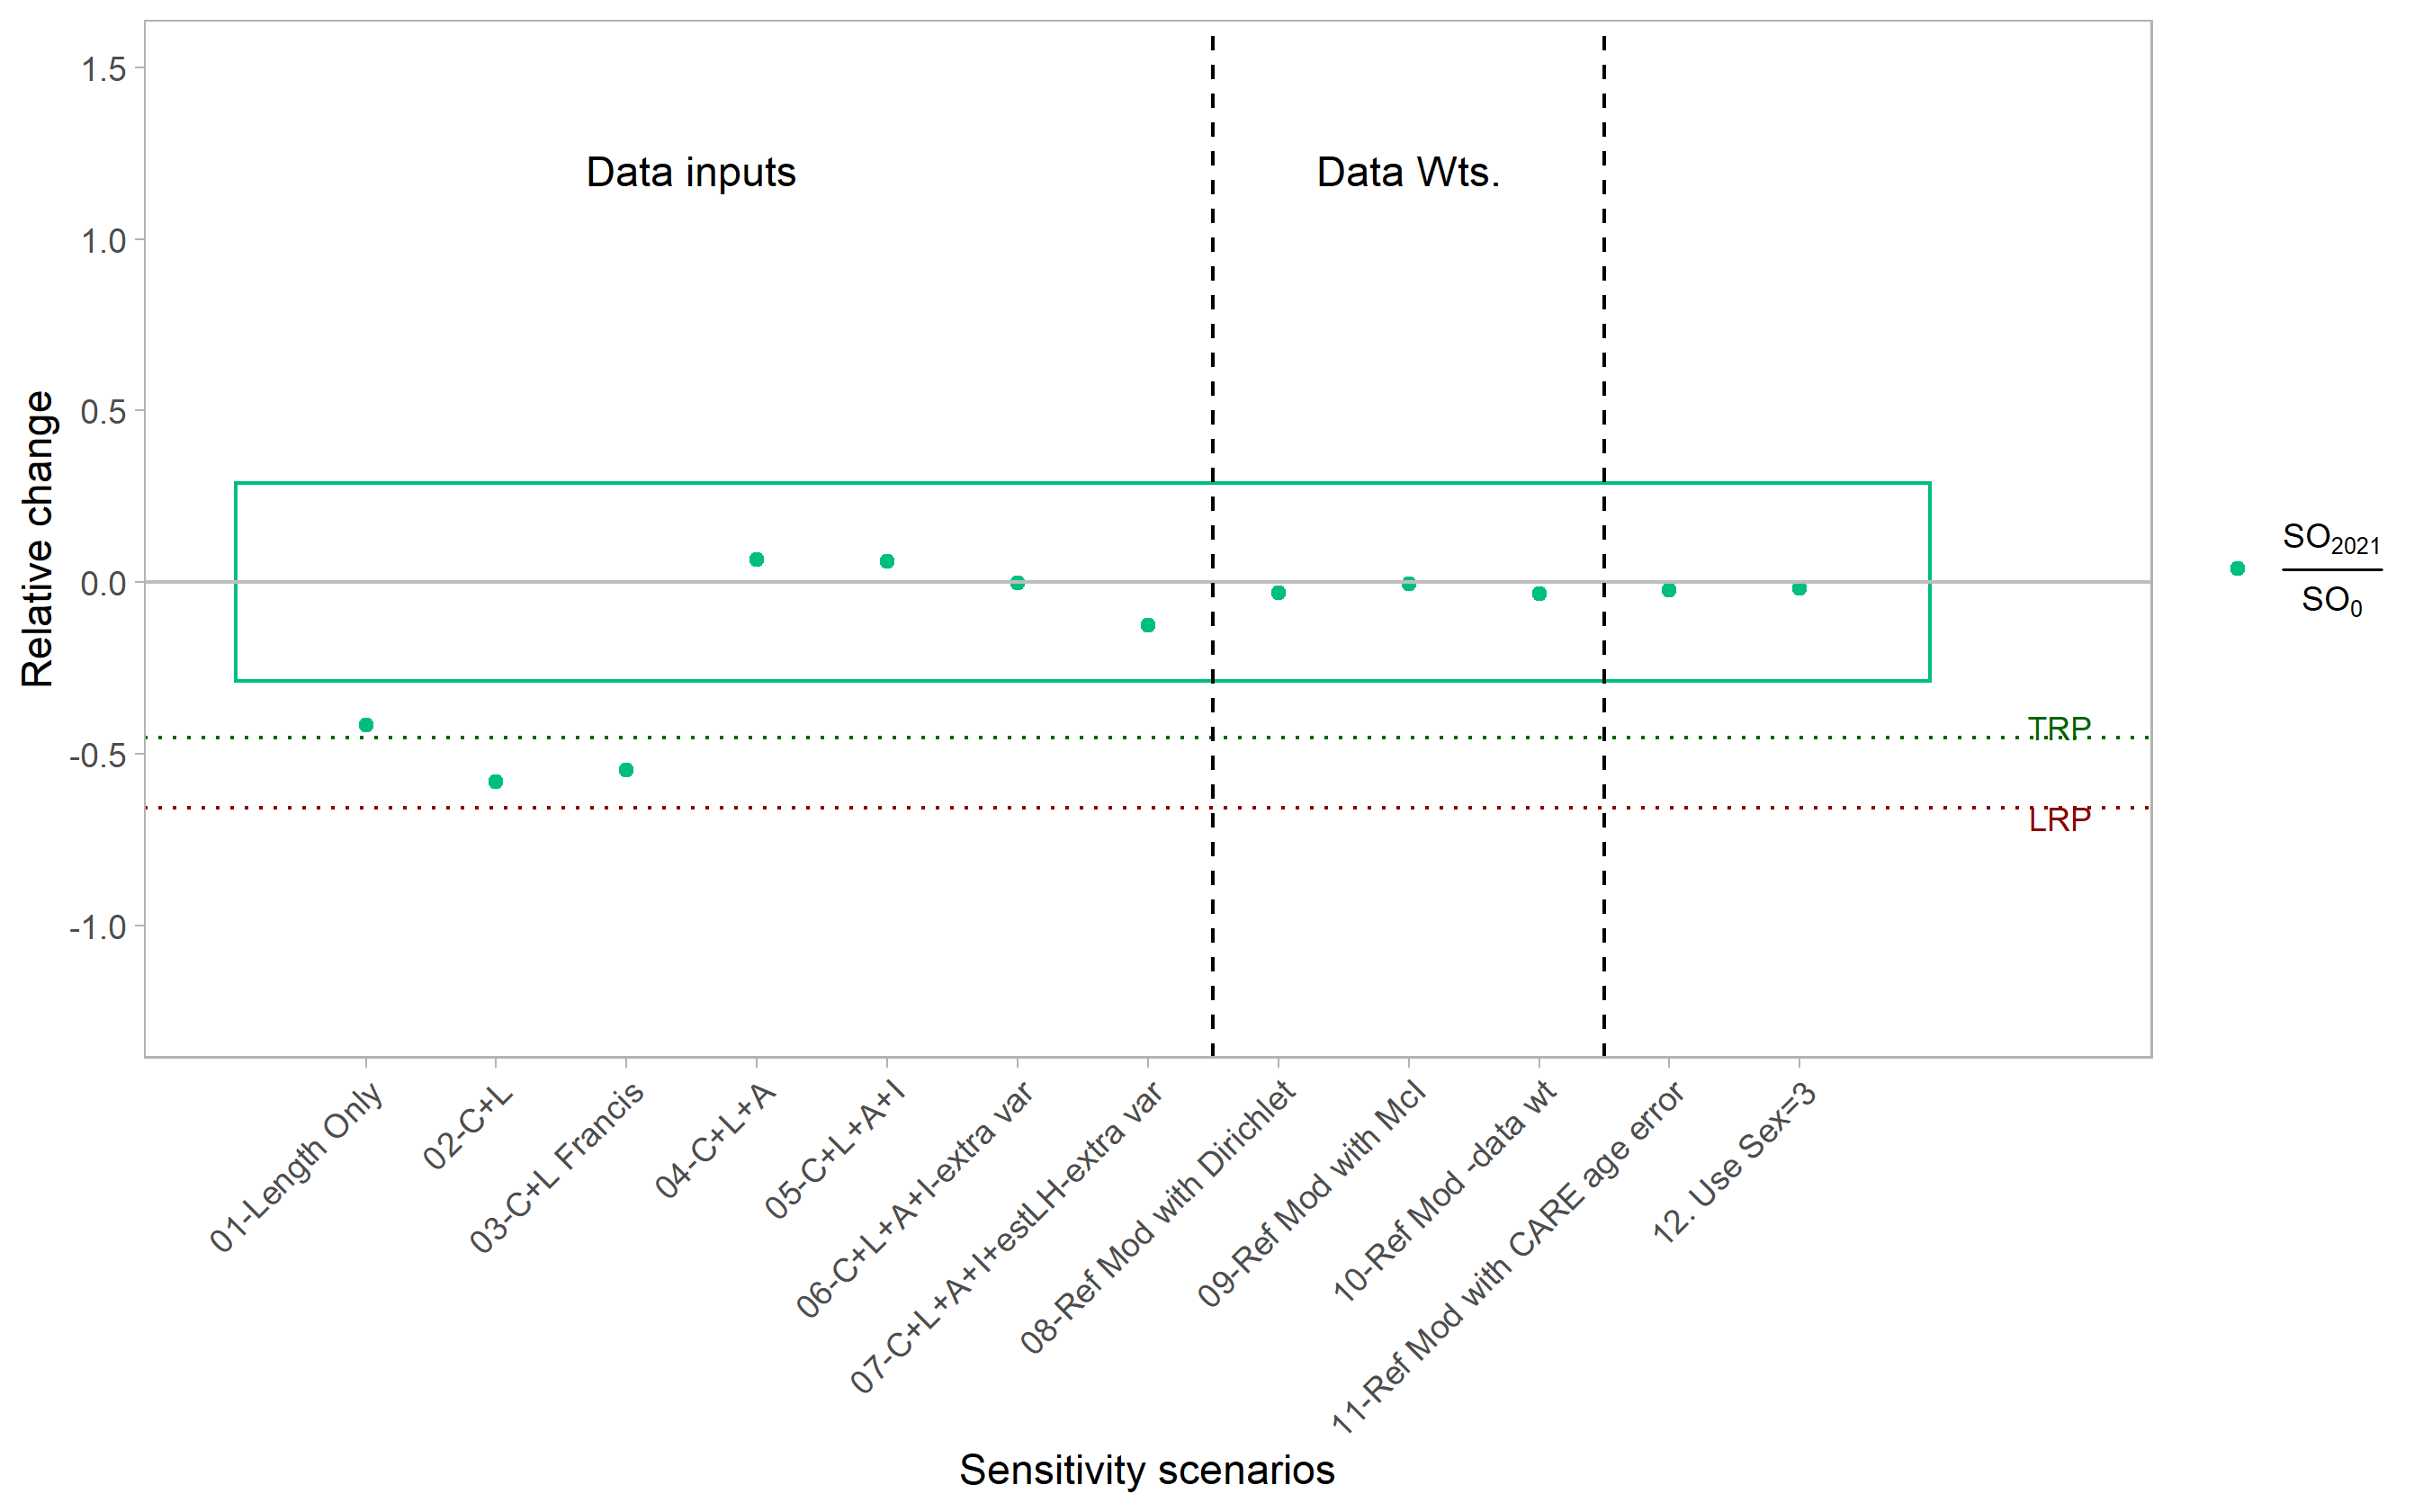 Relative change
1.5
1.0
0.5
0.0
-0.5
-1.0
Data inputs
Data Wts.
TRP
LRP
SO2021
SO0
01-Length Only
02-C+L
03-C+L Francis
04-C+L+A
05-C+L+A+I
06-C+L+A+I-extra var
07-C+L+A+I+estLH-extra var
08-Ref Mod with Dirichlet
09-Ref Mod with McI
10-Ref Mod -data wt
11-Ref Mod with CARE age error
12. Use Sex=3
Sensitivity scenarios